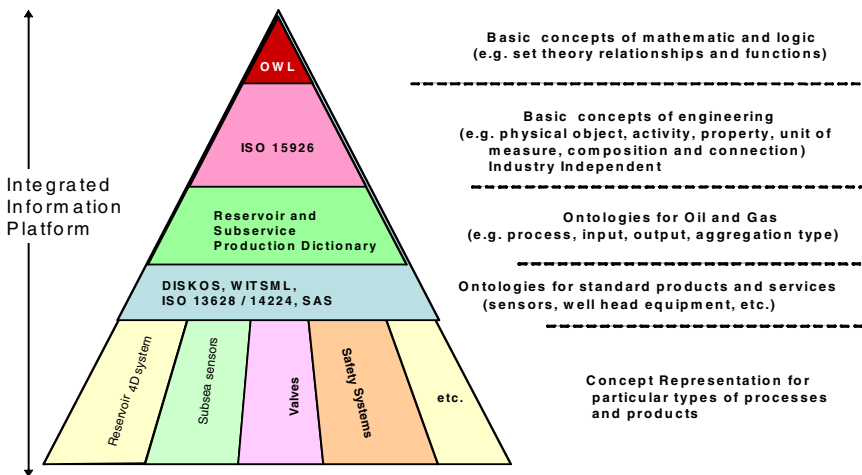 Basic concepts of mathematic and logic
(e.g. set theory relationships and functions)
OWL
Basic concepts of engineering
(e.g. physical object, activity, property, unit of
measure, composition and connection)
Industry Independent
ISO 15926
Integrated
Information
Platform
Reservoir and
Subservice
Production Dictionary
Ontologies for Oil and Gas
(e.g. process, input, output, aggregation type)
DISKOS, WITSML,
ISO 13628 / 14224, SAS
Ontologies for standard products and services
(sensors, well head equipment, etc.)
Reservoir 4D system
Subsea sensors
Valves
Safety Systems
etc.
Concept Representation for
particular types of processes
and products